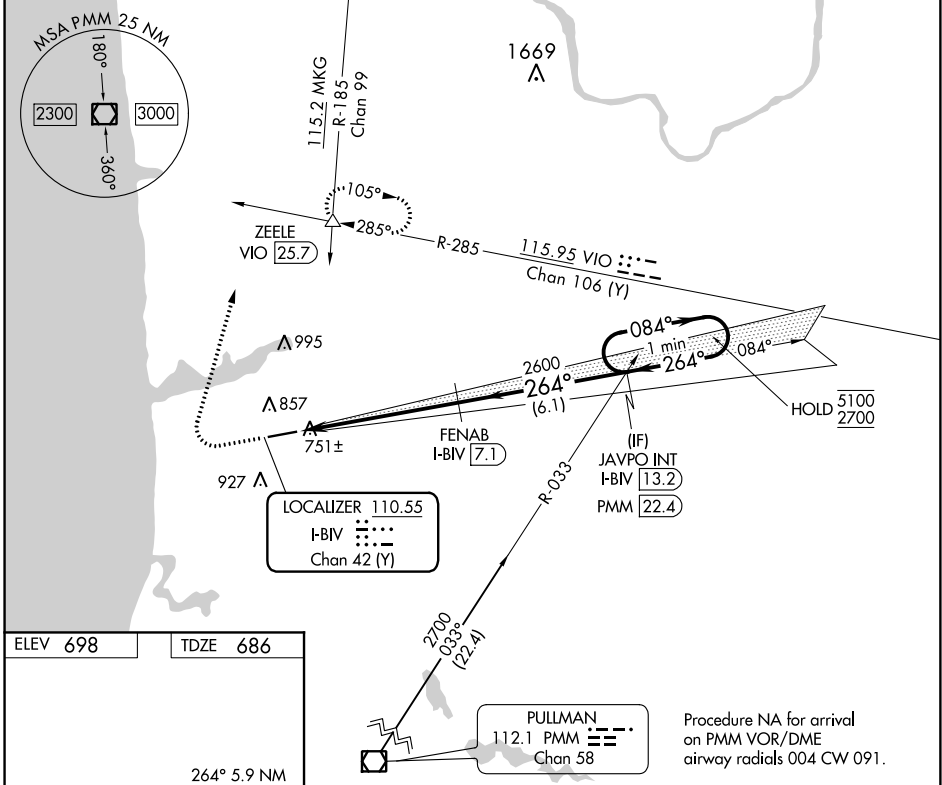 MSA PMM 25 NM
180°
2300
3000
360°
115.2 MKG
R-185
Chan 99
1669
105°
285°
ZEELE
VIO 25.7
R-285
115.95 VIO
Chan 106 (Y)
995
857
751±
927
2600
264°
(6.1)
084°
1 min
264°
084°
HOLD 5100
2700
FENAB
I-BIV 7.1
(IF)
JAVPO INT
I-BIV 13.2
PMM 22.4
R-033
LOCALIZER 110.55
I-BIV
Chan 42 (Y)
2700
033°
(22.4)
ELEV 698
TDZE 686
264° 5.9 NM
PULLMAN
112.1 PMM
Chan 58
Procedure NA for arrival
on PMM VOR/DME
airway radials 004 CW 091.